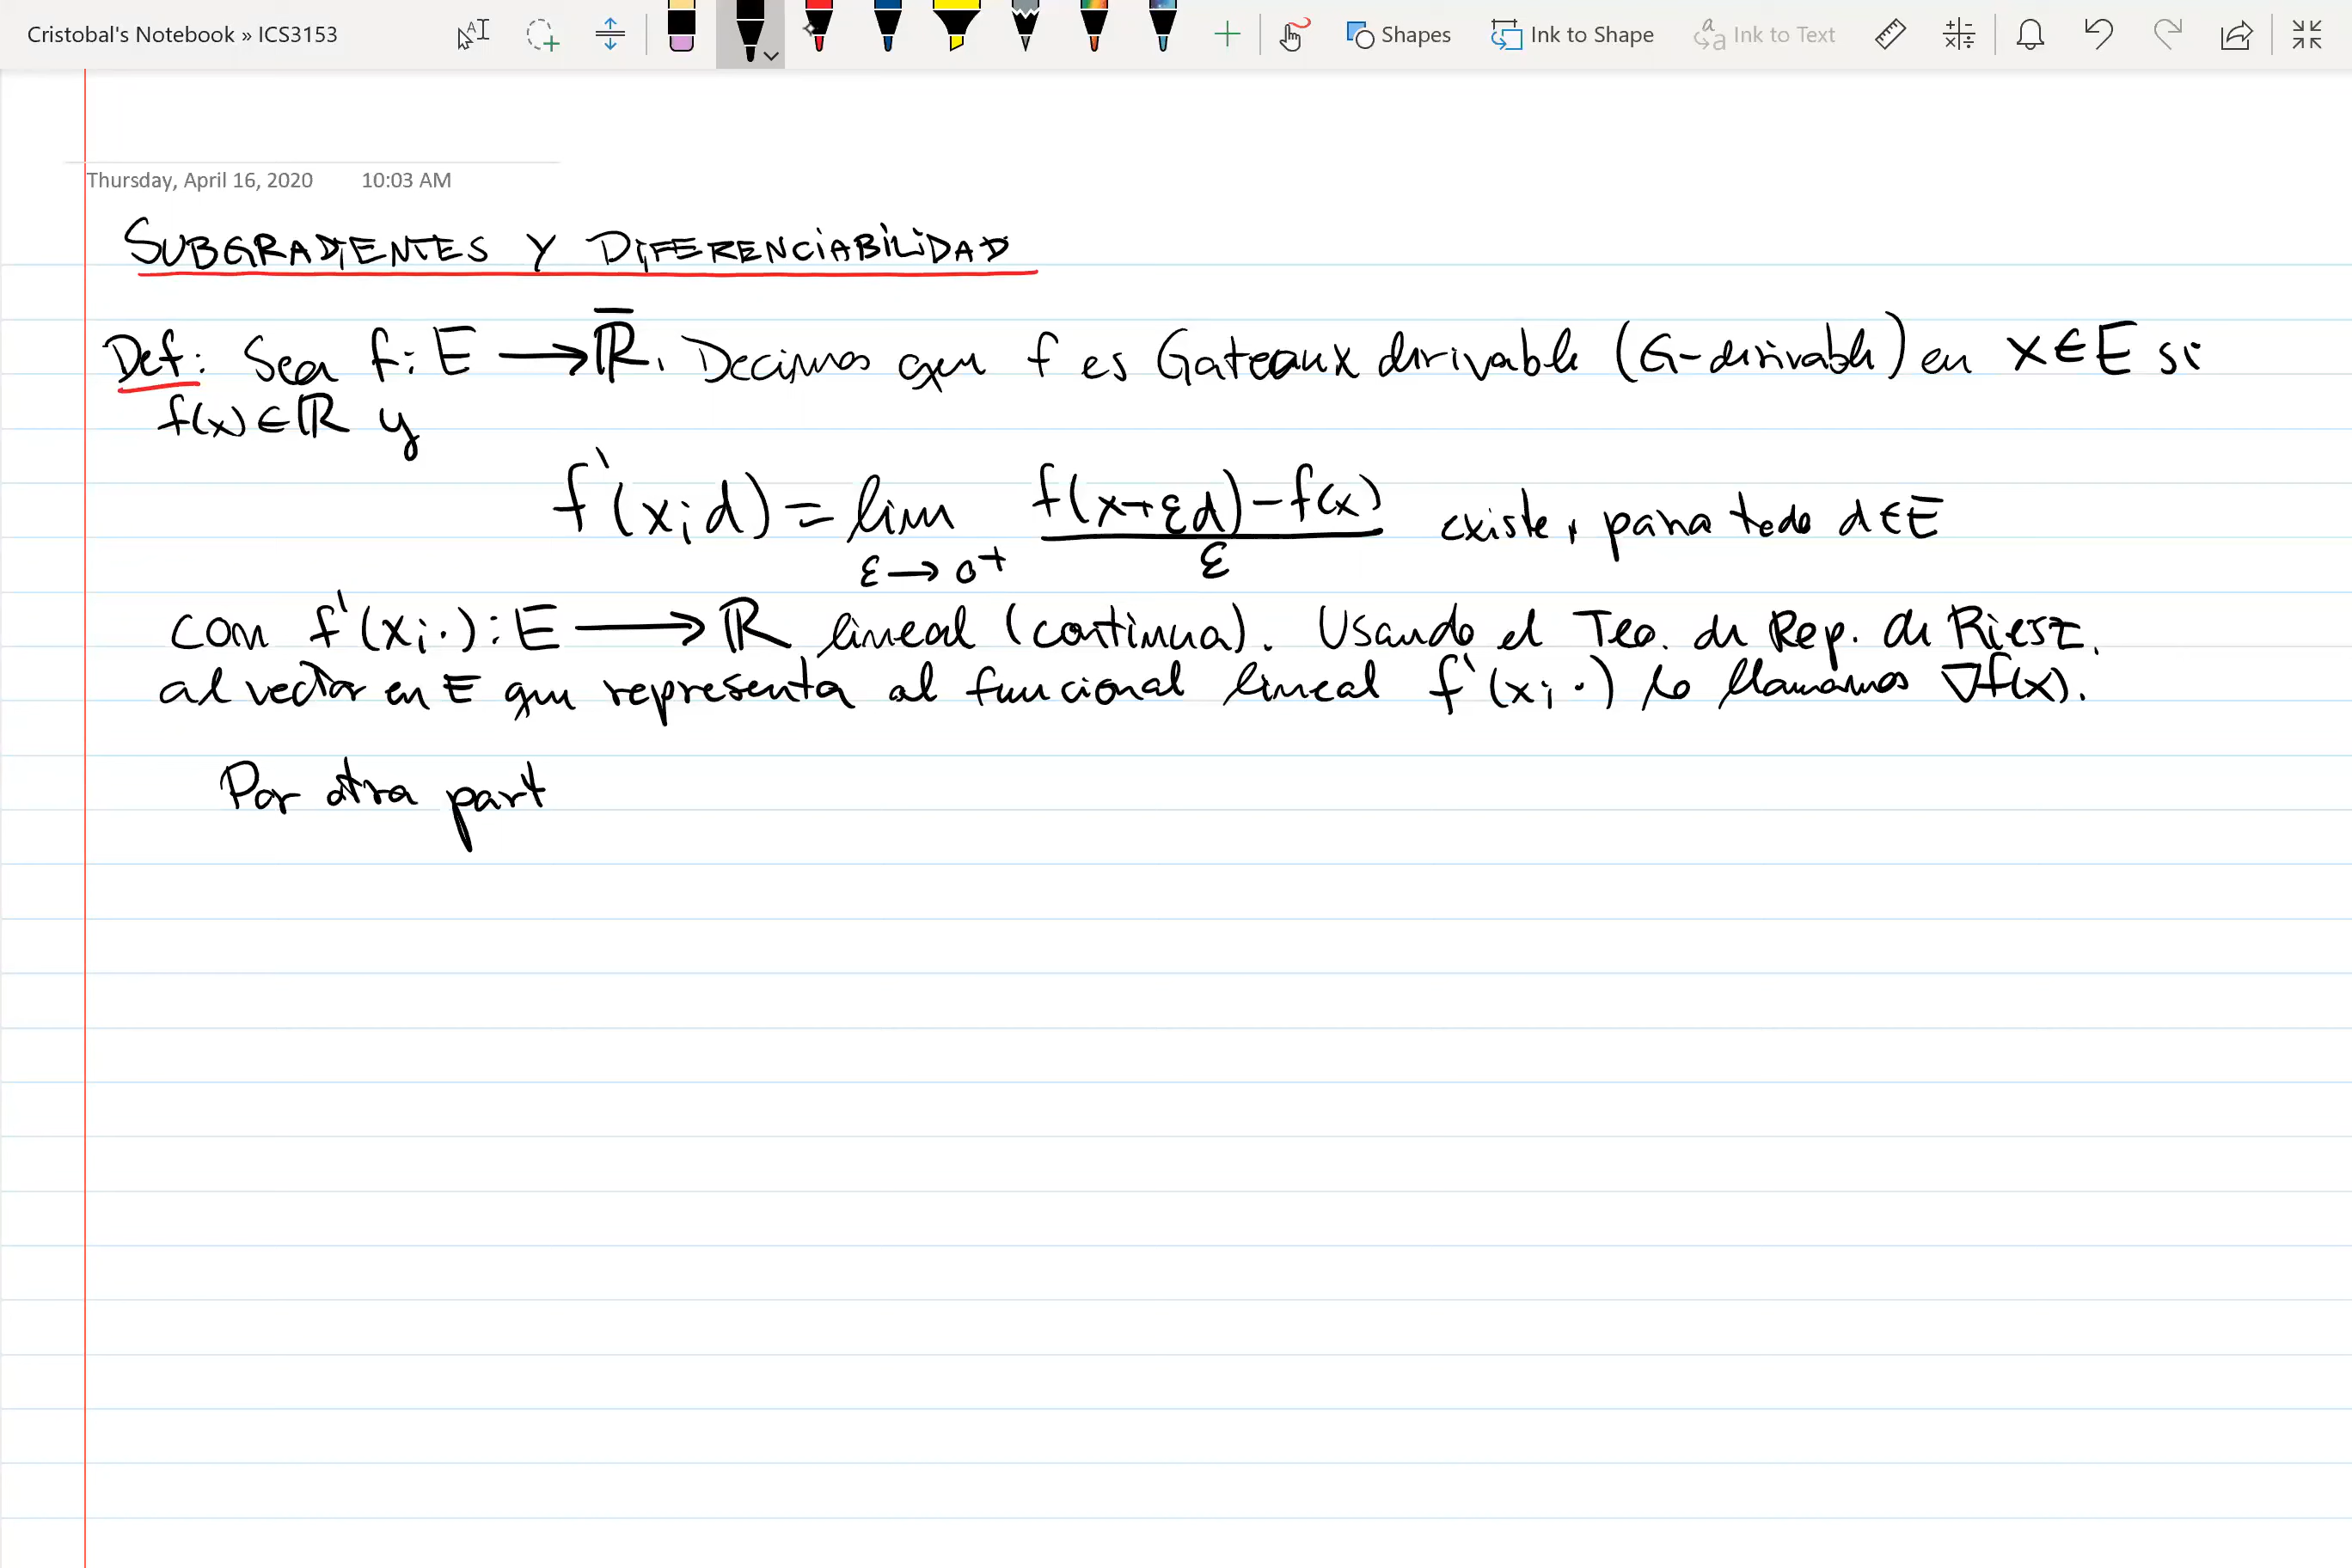 Cristobal's Notebook » ICS3153
Shapes Ink to Shape Ink to Text
Thursday, April 16, 2020 10:03 AM
SUBGRADIENTES Y DIFERENCIABILIDAD
Def: Sea f: E ⟶ R̅. Decimos que f es Gateaux derivable (G-derivable) en x∈E si
f(x)∈ℝ y
f'(x;d) = lim_{ε→0⁺} (f(x+εd)-f(x))/ε existe, para todo d∈E
con f'(x;·): E ⟶ ℝ lineal (continua). Usando el Teo. de Rep. de Riesz,
al vector en E que representa al funcional lineal f'(x;·) lo llamamos ∇f(x).
Por otra part